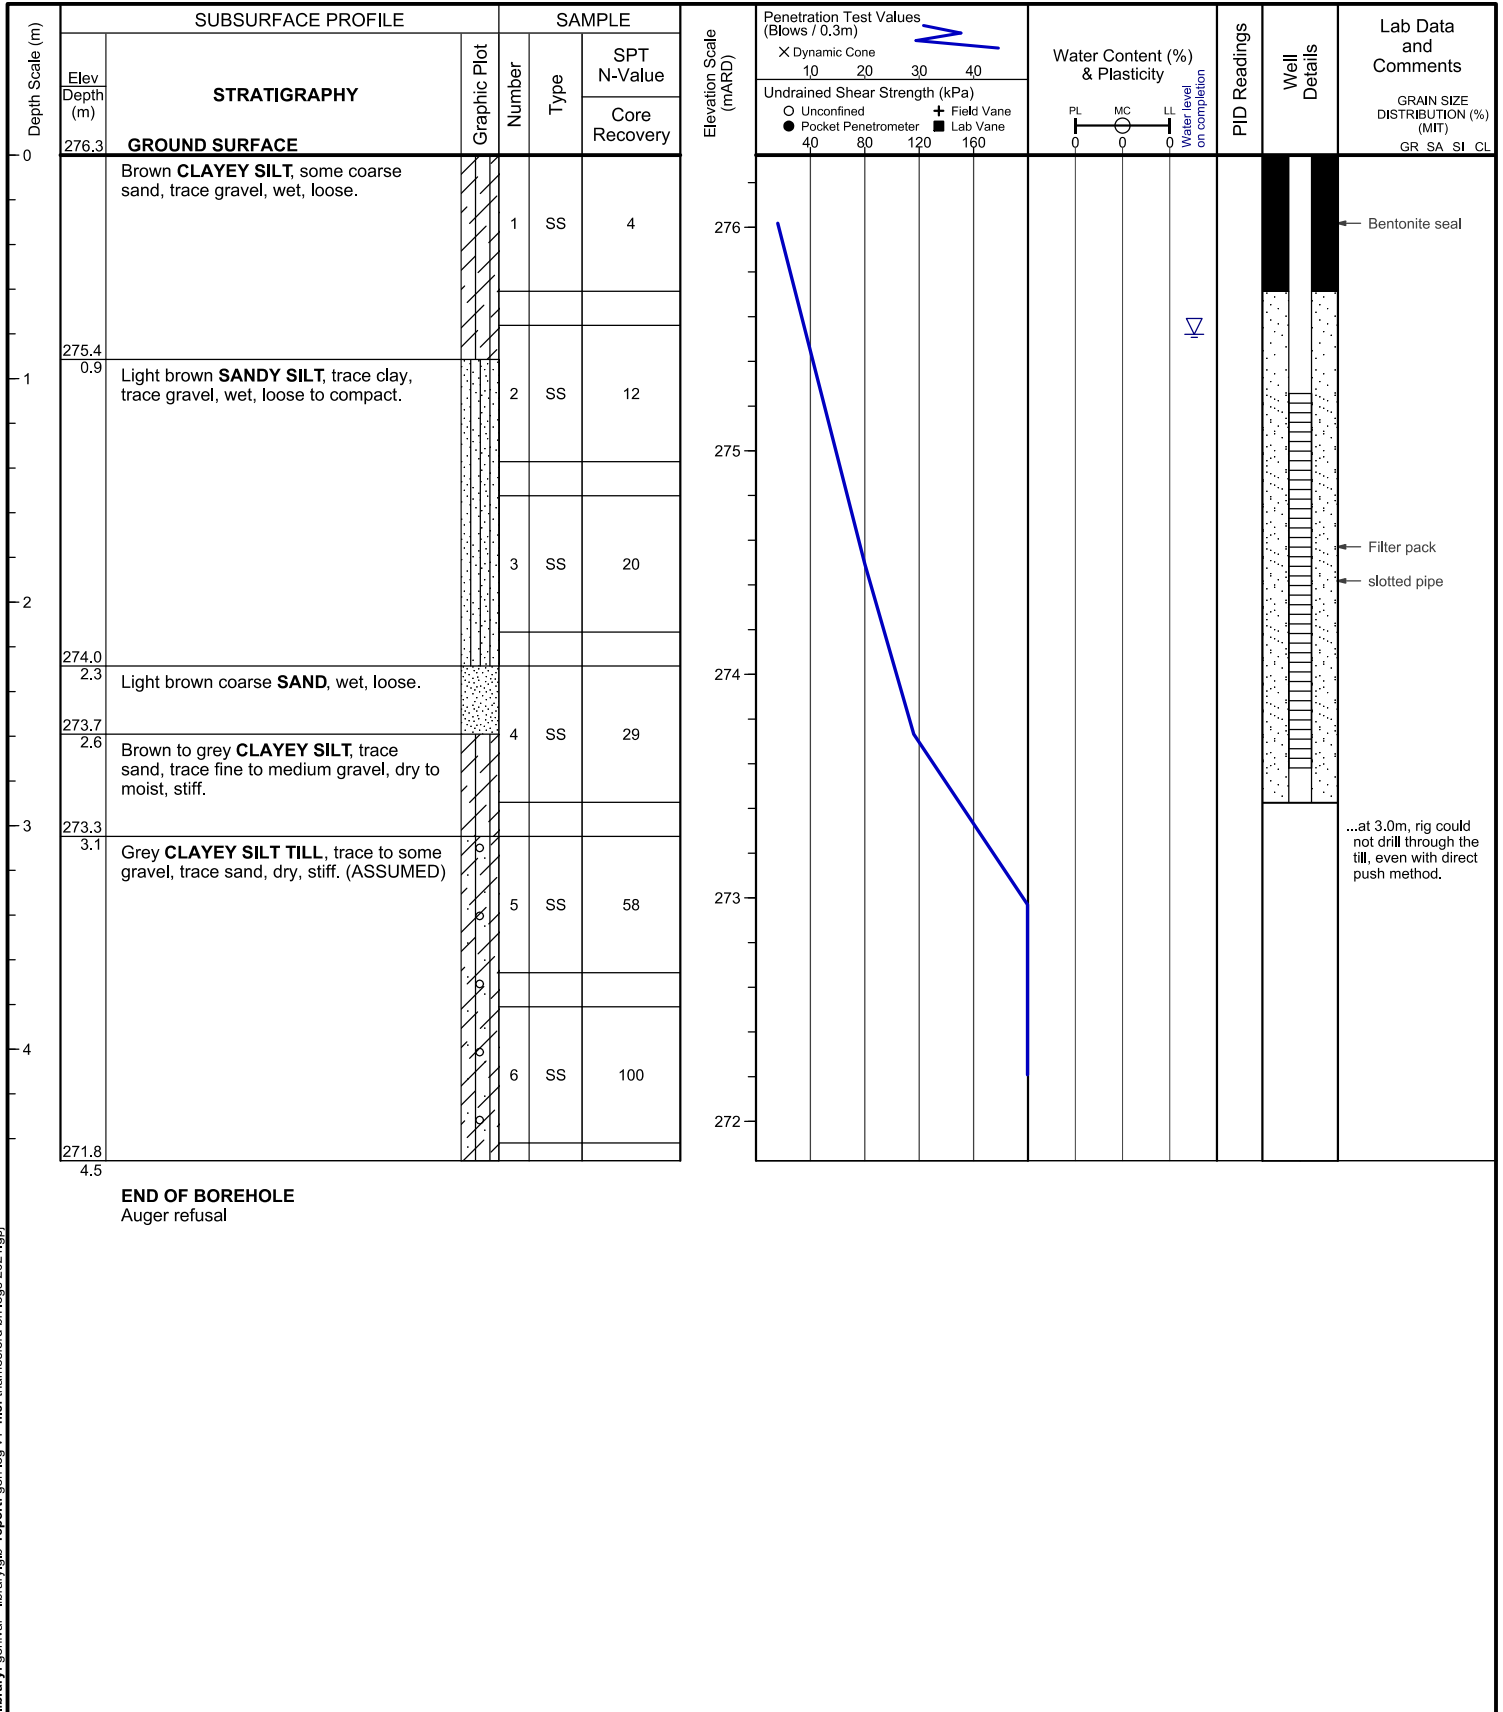 SUBSURFACE PROFILE
SAMPLE
Depth Scale (m)
Elev
Depth
(m)
STRATIGRAPHY
Graphic Plot
Number
Type
SPT
N-Value
Core
Recovery
Elevation Scale
(mARD)
Penetration Test Values
(Blows / 0.3m)
× Dynamic Cone
10 20 30 40
Undrained Shear Strength (kPa)
Unconfined + Field Vane
Pocket Penetrometer Lab Vane
40 80 120 160
Water Content (%)
& Plasticity
PL MC LL
0 0 0
Water level
on completion
PID Readings
Well
Details
Lab Data
and
Comments
GRAIN SIZE
DISTRIBUTION (%)
(MIT)
GR SA SI CL
276.3 GROUND SURFACE
0
Brown CLAYEY SILT, some coarse
sand, trace gravel, wet, loose.
1 SS 4
276
Bentonite seal
275.4
0.9
1
Light brown SANDY SILT, trace clay,
trace gravel, wet, loose to compact.
2 SS 12
275
Filter pack
3 SS 20
slotted pipe
2
274.0
2.3
274
Light brown coarse SAND, wet, loose.
273.7
2.6
4 SS 29
Brown to grey CLAYEY SILT, trace
sand, trace fine to medium gravel, dry to
moist, stiff.
3
273.3
3.1
...at 3.0m, rig could
not drill through the
till, even with direct
push method.
Grey CLAYEY SILT TILL, trace to some
gravel, trace sand, dry, stiff. (ASSUMED)
273
5 SS 58
4
6 SS 100
272
271.8
4.5
END OF BOREHOLE
Auger refusal